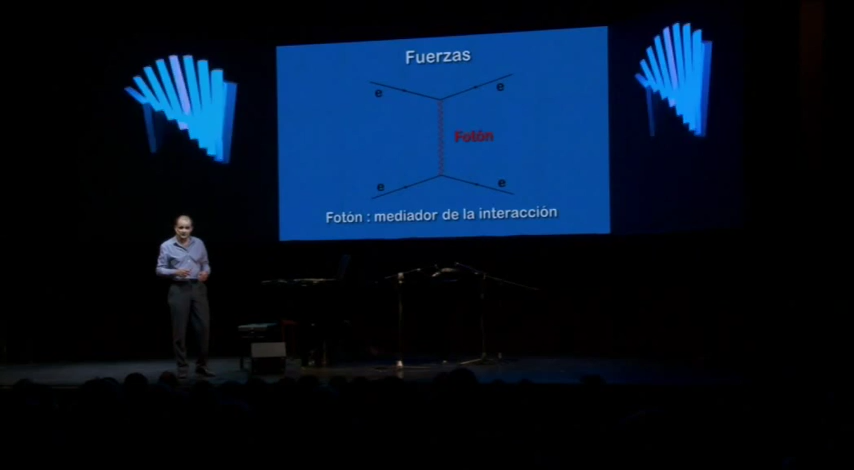 Fuerzas
e e
Fotón
e e
Fotón : mediador de la interacción